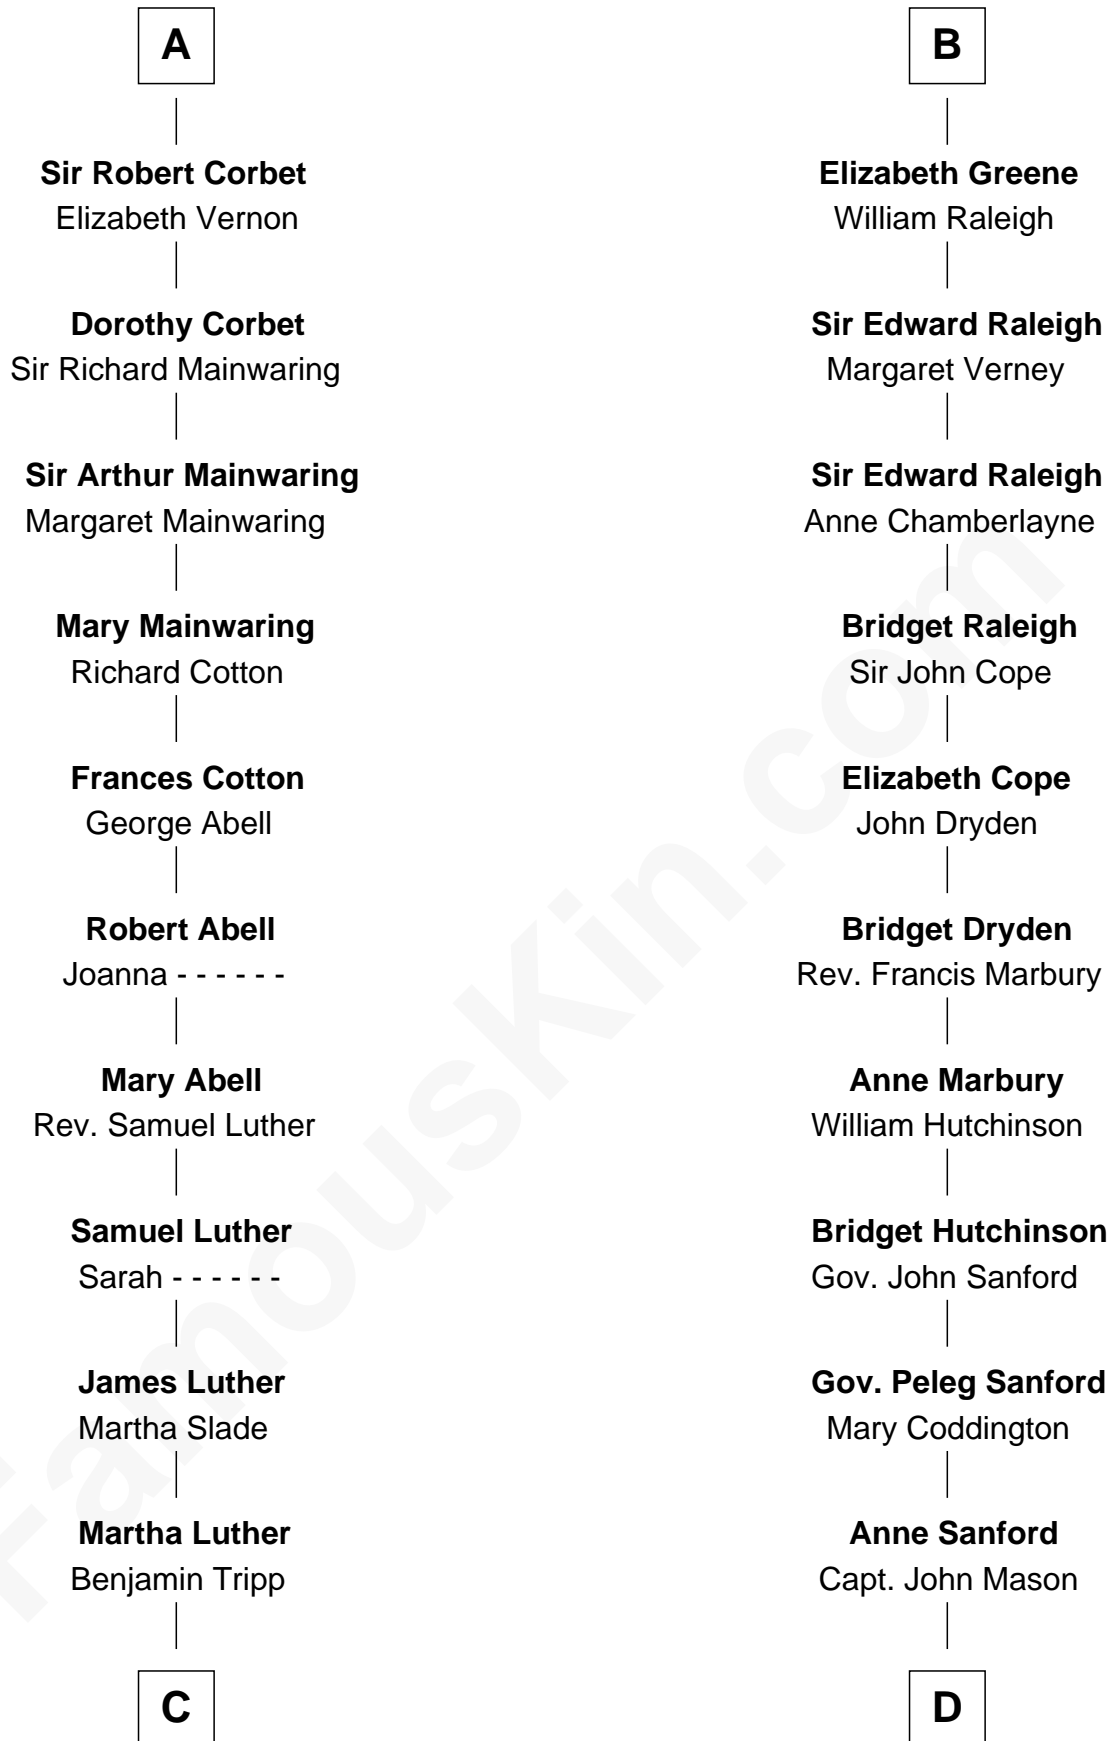 A
Sir Robert Corbet
Elizabeth Vernon
Dorothy Corbet
Sir Richard Mainwaring
Sir Arthur Mainwaring
Margaret Mainwaring
Mary Mainwaring
Richard Cotton
Frances Cotton
George Abell
Robert Abell
Joanna - - - - - -
Mary Abell
Rev. Samuel Luther
Samuel Luther
Sarah - - - - - -
James Luther
Martha Slade
Martha Luther
Benjamin Tripp
C
B
Elizabeth Greene
William Raleigh
Sir Edward Raleigh
Margaret Verney
Sir Edward Raleigh
Anne Chamberlayne
Bridget Raleigh
Sir John Cope
Elizabeth Cope
John Dryden
Bridget Dryden
Rev. Francis Marbury
Anne Marbury
William Hutchinson
Bridget Hutchinson
Gov. John Sanford
Gov. Peleg Sanford
Mary Coddington
Anne Sanford
Capt. John Mason
D
FamousKin.com